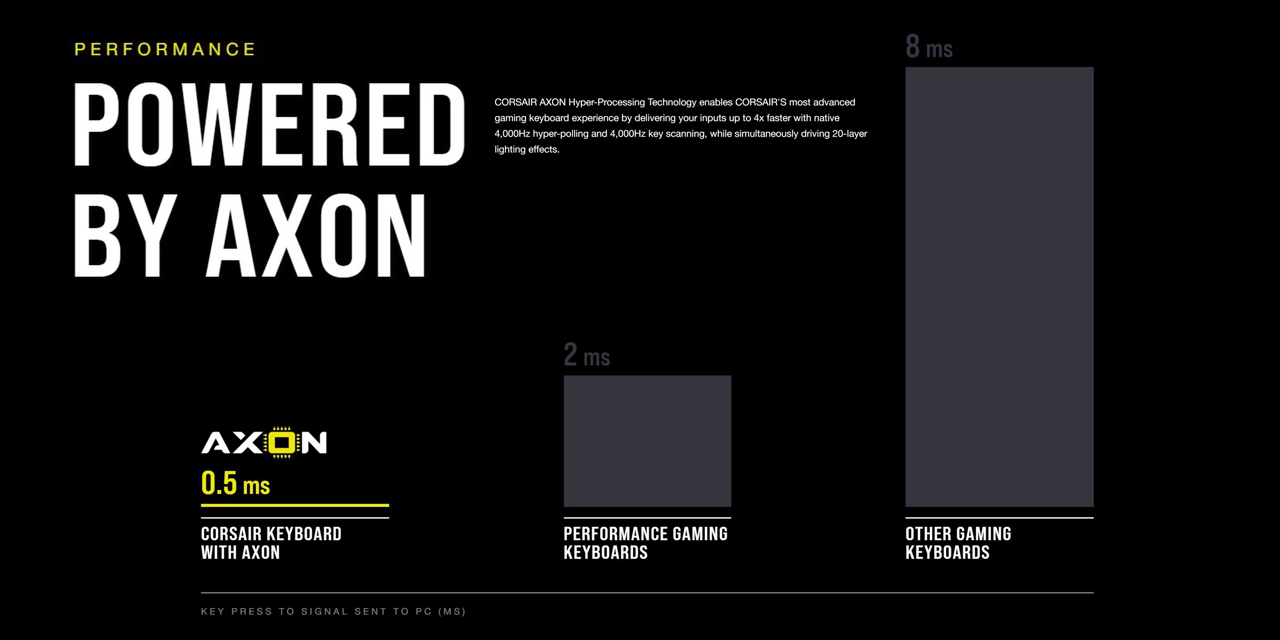 PERFORMANCE
POWERED
BY AXON
CORSAIR AXON Hyper-Processing Technology enables CORSAIR'S most advanced
gaming keyboard experience by delivering your inputs up to 4x faster with native
4,000Hz hyper-polling and 4,000Hz key scanning, while simultaneously driving 20-layer
lighting effects.
8 ms
2 ms
AXON
0.5 ms
CORSAIR KEYBOARD
WITH AXON
PERFORMANCE GAMING
KEYBOARDS
OTHER GAMING
KEYBOARDS
KEY PRESS TO SIGNAL SENT TO PC (MS)